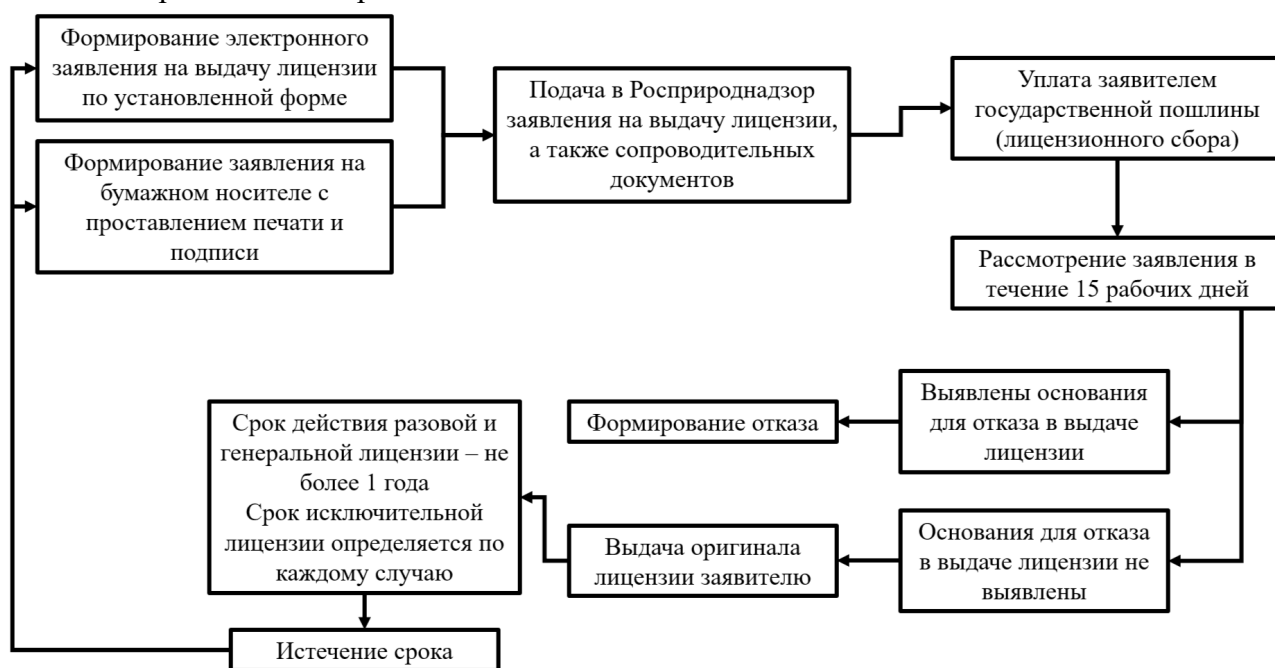 Формирование электронного
заявления на выдачу лицензии
по установленной форме
Формирование заявления на
бумажном носителе с
проставлением печати и
подписи
Подача в Росприроднадзор
заявления на выдачу лицензии,
а также сопроводительных
документов
Уплата заявителем
государственной пошлины
(лицензионного сбора)
Рассмотрение заявления в
течение 15 рабочих дней
Выявлены основания
для отказа в выдаче
лицензии
Формирование отказа
Основания для отказа
в выдаче лицензии не
выявлены
Выдача оригинала
лицензии заявителю
Срок действия разовой и
генеральной лицензии – не
более 1 года
Срок исключительной
лицензии определяется по
каждому случаю
Истечение срока